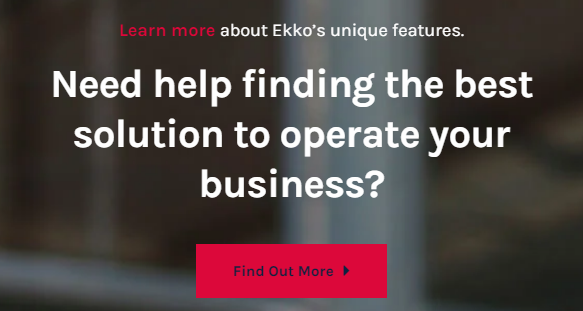 Learn more about Ekko’s unique features.
Need help finding the best
solution to operate your
business?
Find Out More